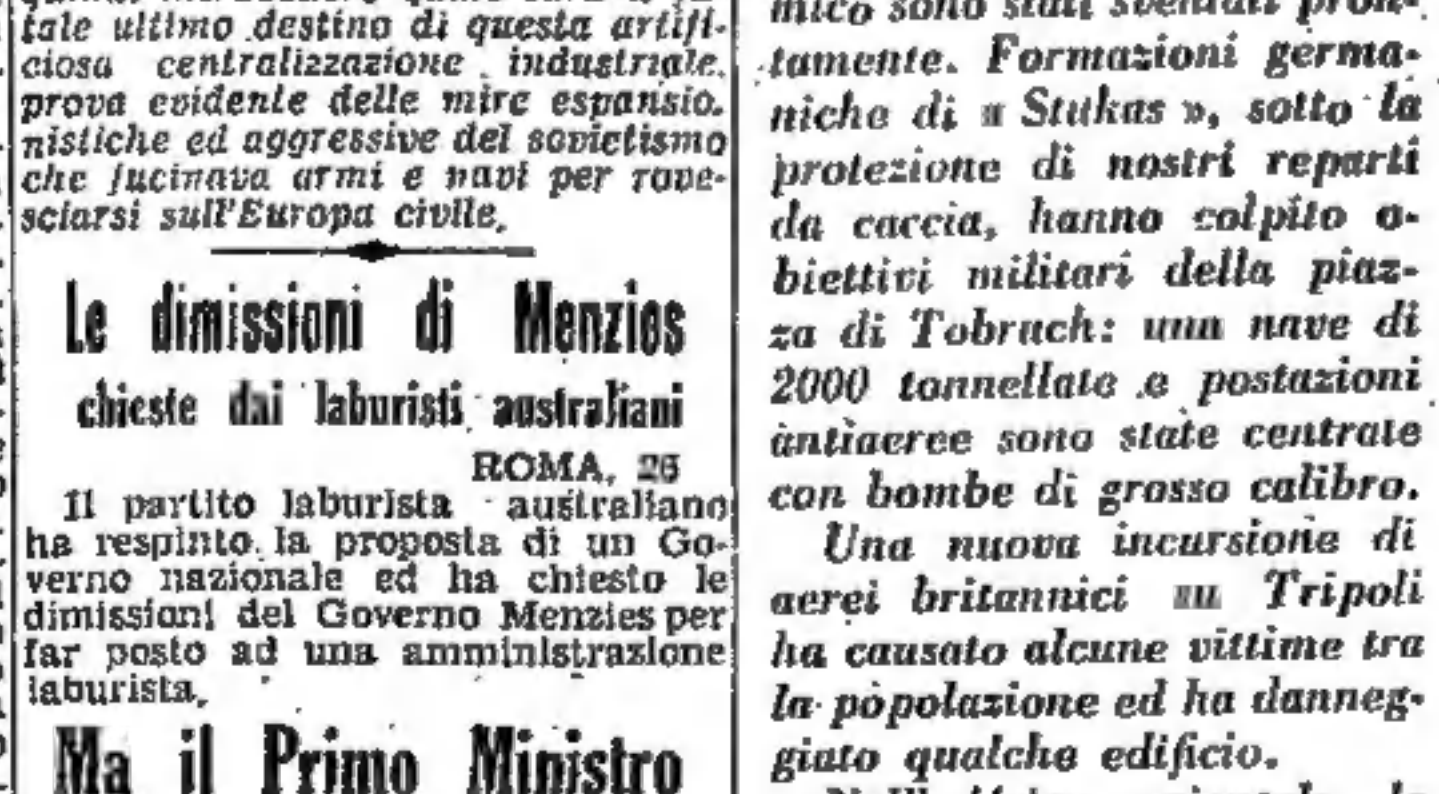 tale ultimo destino di questa artifi-
ciosa centralizzazione industriale,
prova evidente delle mire espansio-
nistiche ed aggressive del sovietismo
che fucinava armi e navi per rove-
sciarsi sull'Europa civile.
Le dimissioni di Menzies
chieste dai laburisti australiani
ROMA, 26
Il partito laburista australiano
ha respinto la proposta di un Go-
verno nazionale ed ha chiesto le
dimissioni del Governo Menzies per
far posto ad una amministrazione
laburista.
Ma il Primo Ministro
mico sono stati sventati pron-
tamente. Formazioni germa-
niche di « Stukas », sotto la
protezione di nostri reparti
da caccia, hanno colpito o-
biettivi militari della piaz-
za di Tobruch: una nave di
2000 tonnellate e postazioni
antiaeree sono state centrate
con bombe di grosso calibro.
Una nuova incursione di
aerei britannici su Tripoli
ha causato alcune vittime tra
la popolazione ed ha danneg-
giato qualche edificio.